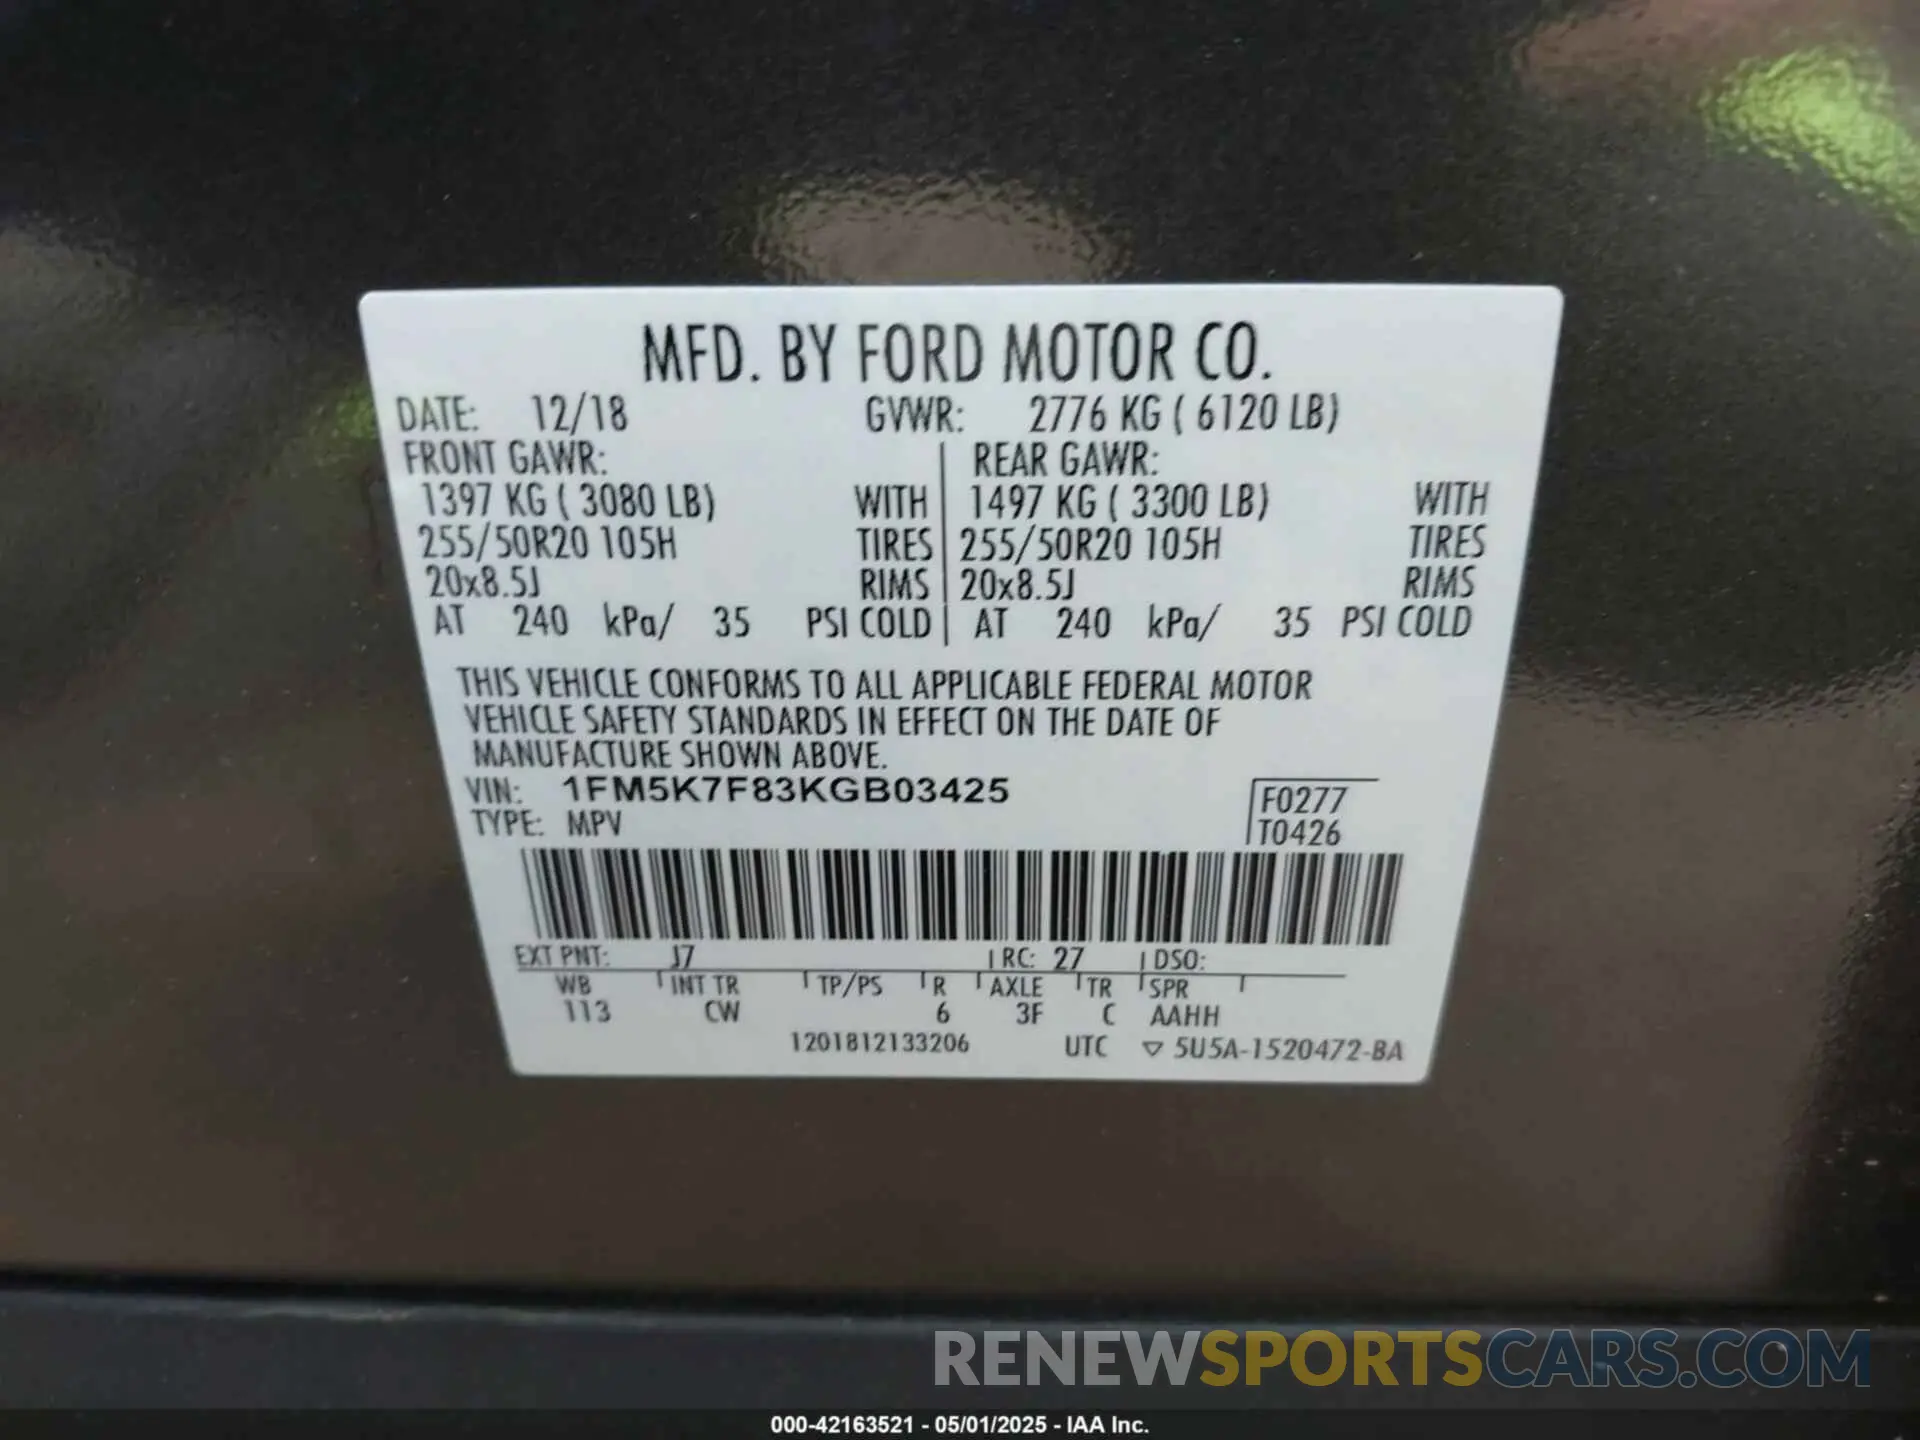 MFD. BY FORD MOTOR CO.
DATE: 12/18 GVWR: 2776 KG ( 6120 LB)
FRONT GAWR: REAR GAWR:
1397 KG ( 3080 LB) WITH 1497 KG ( 3300 LB) WITH
255/50R20 105H TIRES 255/50R20 105H TIRES
20x8.5J RIMS 20x8.5J RIMS
AT 240 kPa/ 35 PSI COLD AT 240 kPa/ 35 PSI COLD
THIS VEHICLE CONFORMS TO ALL APPLICABLE FEDERAL MOTOR
VEHICLE SAFETY STANDARDS IN EFFECT ON THE DATE OF
MANUFACTURE SHOWN ABOVE.
VIN: 1FM5K7F83KGB03425 F0277
TYPE: MPV T0426
EXT PNT: J7 RC: 27 DSO:
WB INT TR TP/PS R AXLE TR SPR
113 CW 6 3F C AAHH
1201812133206 UTC ▽ 5U5A-1520472-BA
RENEWSPORTSCARS.COM
000-42163521 - 05/01/2025 - IAA Inc.